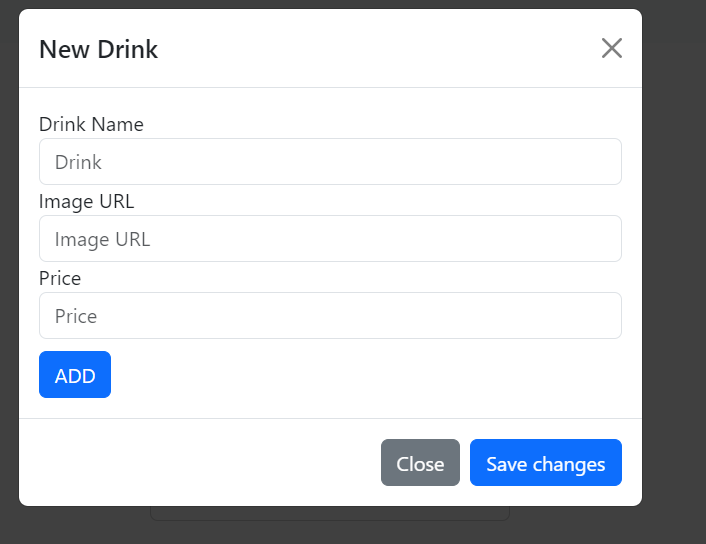 New Drink
Drink Name
Drink
Image URL
Image URL
Price
Price
ADD
Close Save changes